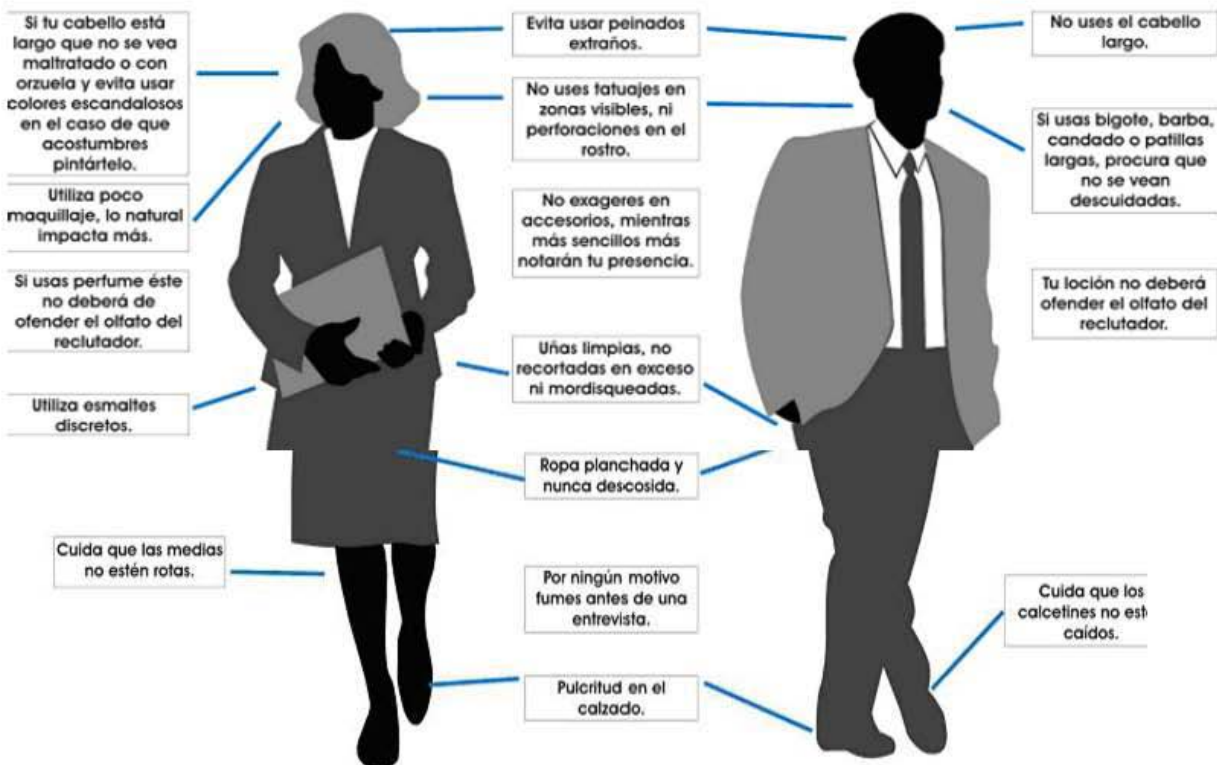 Si tu cabello está
largo que no se vea
maltratado o con
orzuela y evita usar
colores escandalosos
en el caso de que
acostumbres
pintártelo.
Utiliza poco
maquillaje, lo natural
impacta más.
Si usas perfume éste
no deberá de
ofender el olfato del
reclutador.
Utiliza esmaltes
discretos.
Cuida que las medias
no estén rotas.
Evita usar peinados
extraños.
No uses tatuajes en
zonas visibles, ni
perforaciones en el
rostro.
No exageres en
accesorios, mientras
más sencillos más
notarán tu presencia.
Uñas limpias, no
recortadas en exceso
ni mordisqueadas.
Ropa planchada y
nunca descosida.
Por ningún motivo
fumes antes de una
entrevista.
Pulcritud en el
calzado.
No uses el cabello
largo.
Si usas bigote, barba,
candado o patillas
largas, procura que
no se vean
descuidadas.
Tu loción no deberá
ofender el olfato del
reclutador.
Cuida que los
calcetines no
caídos.